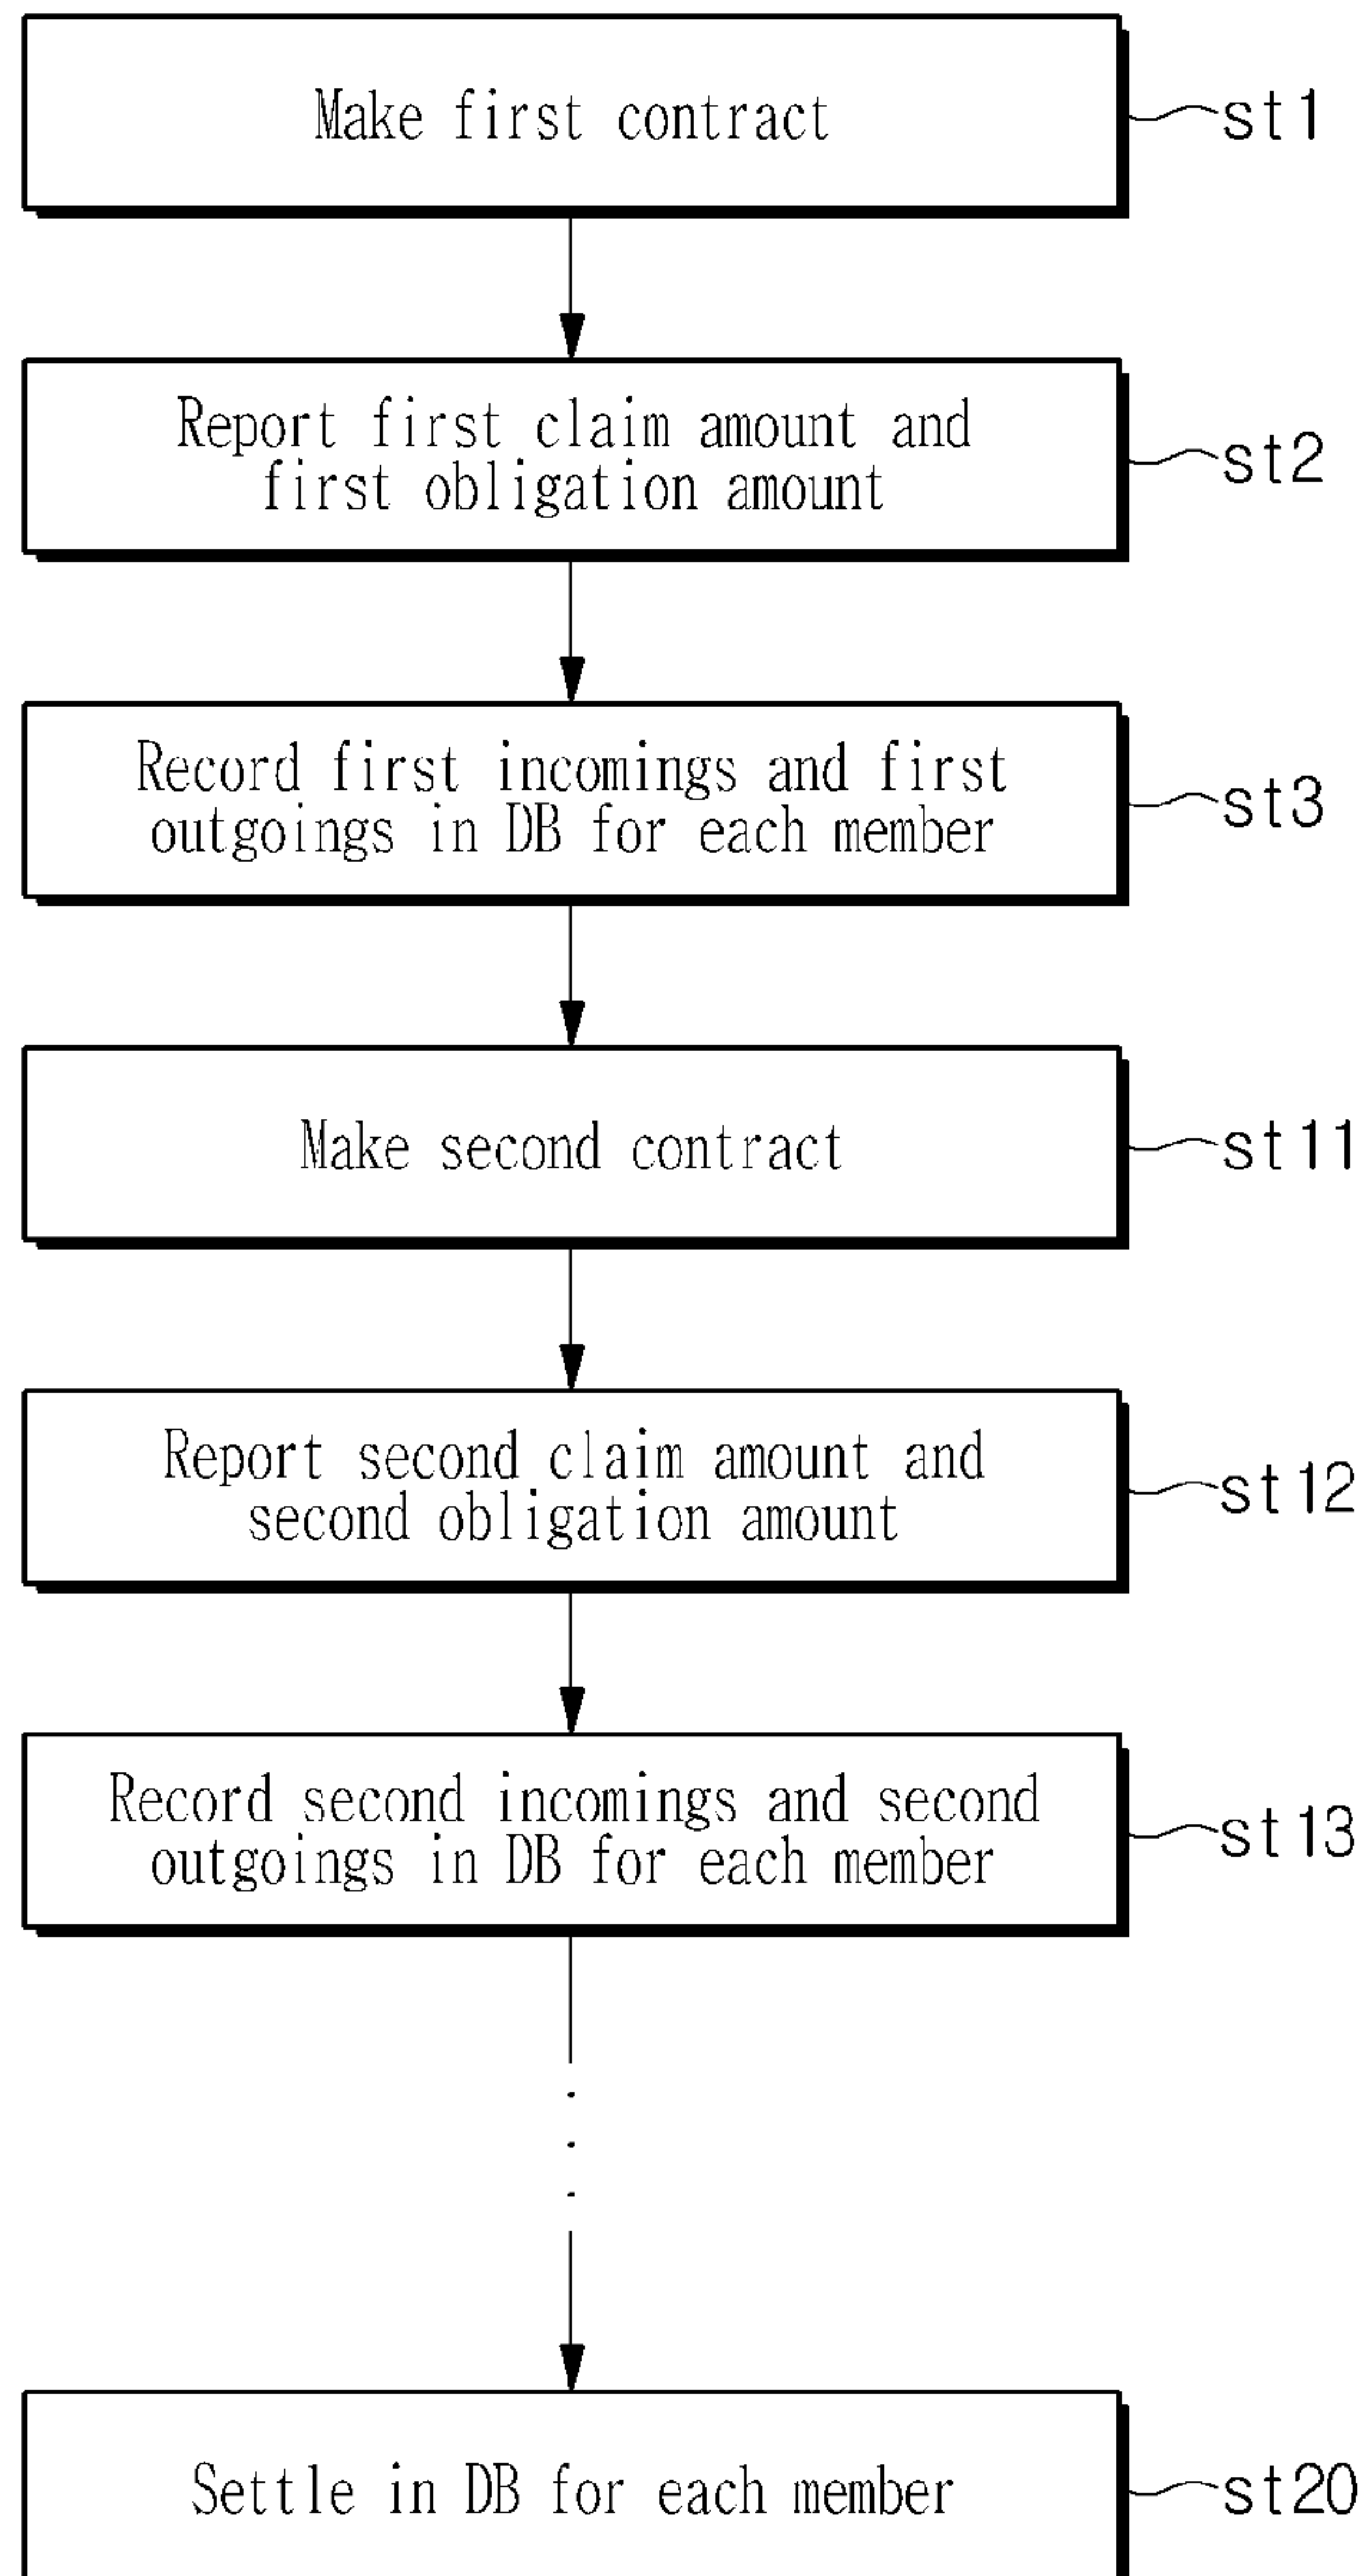 Make first contract
st1
Report first claim amount and
first obligation amount
st2
Record first incomings and first
outgoings in DB for each member
st3
Make second contract
st11
Report second claim amount and
second obligation amount
st12
Record second incomings and second
outgoings in DB for each member
st13
Settle in DB for each member
st20